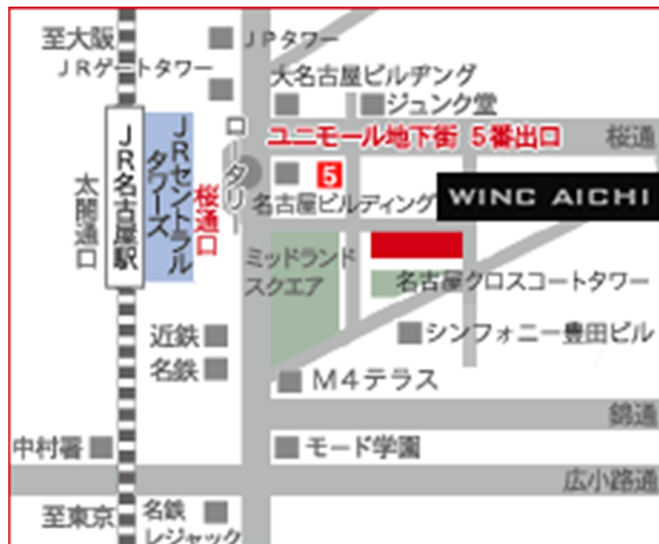 至大阪
JPタワー
JRゲートタワー
大名古屋ビルヂング
ジュンク堂
ユニモール地下街 5番出口
桜通
ロータリー
5
名古屋ビルディング
WINC AICHI
JR名古屋駅
JRセントラル
タワーズ
桜通口
太閤通口
ミッドランド
スクエア
名古屋クロスコートタワー
シンフォニー豊田ビル
近鉄
名鉄
M4テラス
錦通
中村署
モード学園
広小路通
至東京
名鉄
レジャック